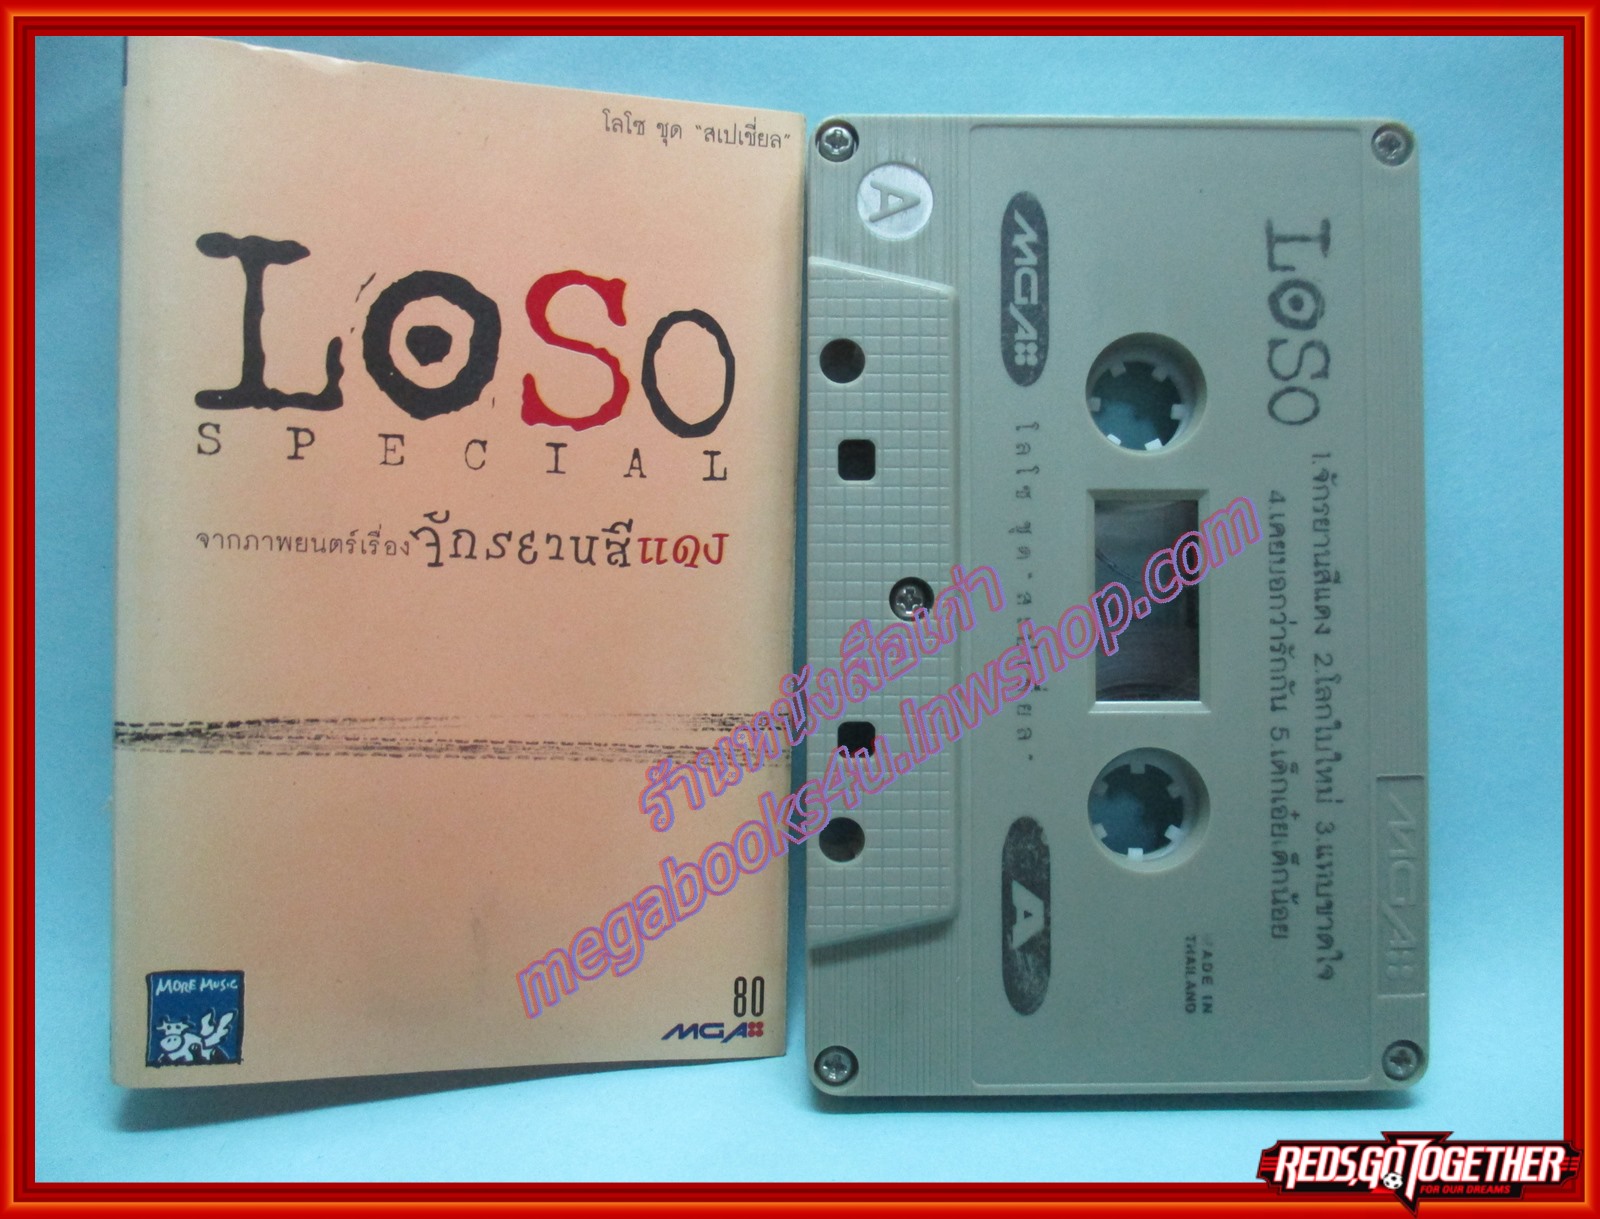 โลโซ ชุด "สเปเชี่ยล"
LOSO
SPECIAL
จากภาพยนตร์เรื่อง จักรยานสีแดง
MORE MUSIC
80
MGA
A
MGA
โลโซ ชุด "สเปเชี่ยล"
A
LOSO
1.จักรยานสีแดง 2.โลกใบใหม่ 3.แทบขาดใจ
4.เคยบอกว่ารักกัน 5.เด็กเอ๋ยเด็กน้อย
MADE IN
THAILAND
MGA
ร้านหนังสือเก่า
megabooks4u.lnwshop.com
REDS,GO TOGETHER
FOR OUR DREAMS